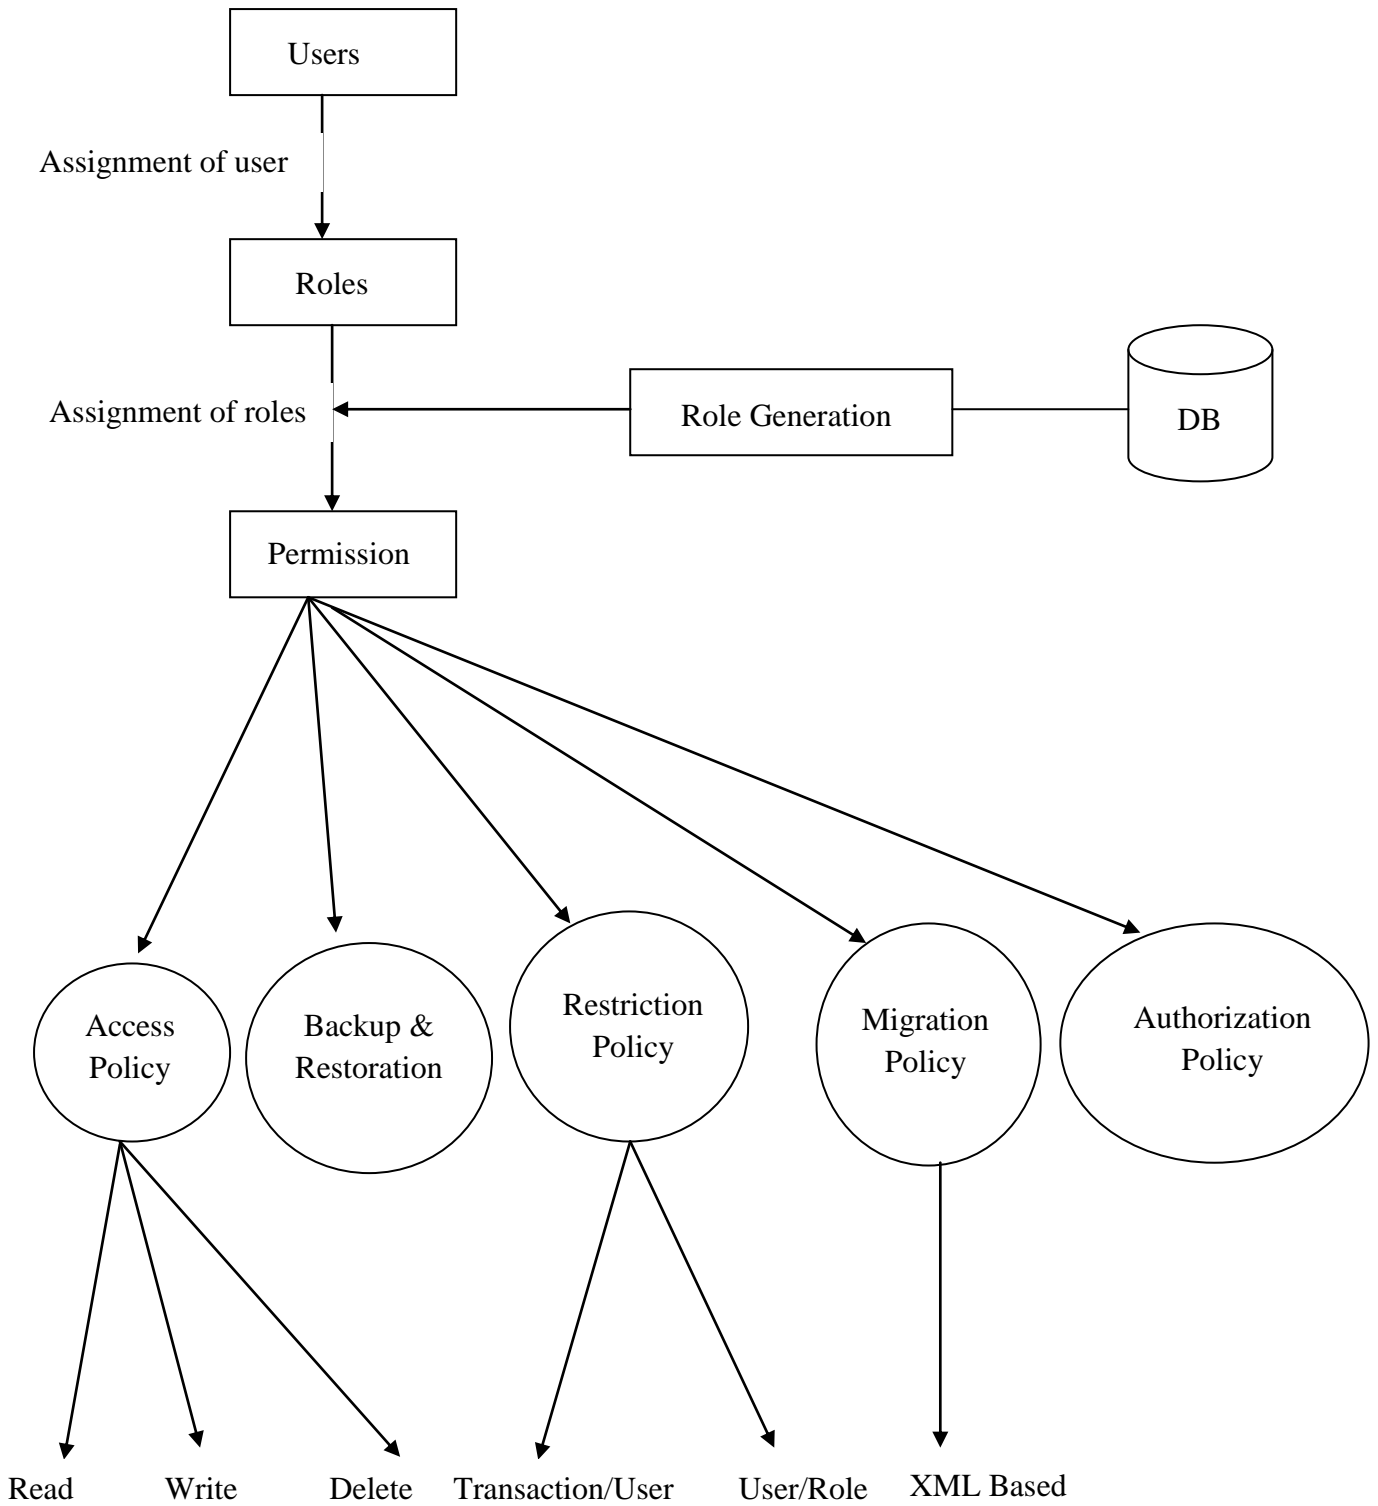 Users
Assignment of user
Roles
Assignment of roles
Role Generation
DB
Permission
Access
Policy
Backup &
Restoration
Restriction
Policy
Migration
Policy
Authorization
Policy
Read
Write
Delete
Transaction/User
User/Role
XML Based